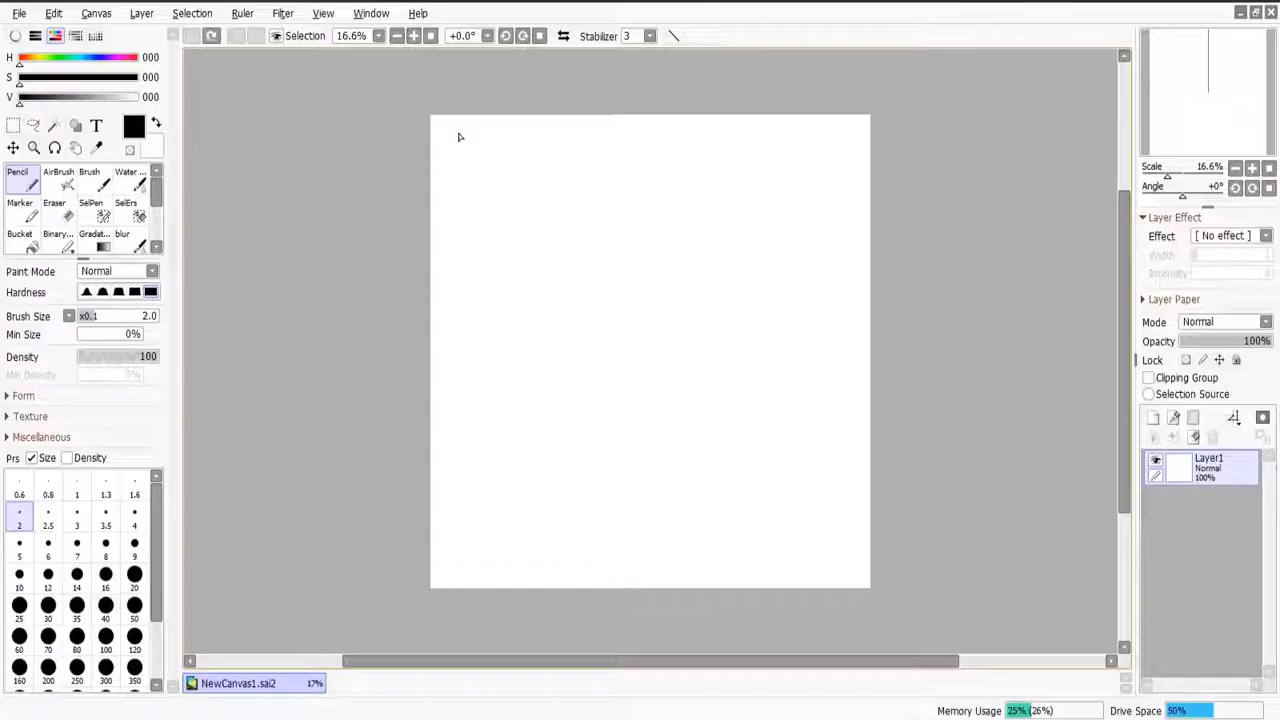 File Edit Canvas Layer Selection Ruler Filter View Window Help
Selection 16.6% +0.0° Stabilizer 3
H 000
S 000
V 000
T
Pencil AirBrush Brush Water ...
Marker Eraser SelPen SelErs
Bucket Binary... Gradat... blur
Paint Mode Normal
Hardness
Brush Size x0.1 2.0
Min Size 0%
Density 100
Min Density 0%
Form
Texture
Miscellaneous
Prs Size Density
0.6 0.8 1 1.3 1.6
2 2.5 3 3.5 4
5 6 7 8 9
10 12 14 16 20
25 30 35 40 50
60 70 80 100 120
160 200 250 300 350
NewCanvas1.sai2 17%
Scale 16.6%
Angle +0°
Layer Effect
Effect [ No effect ]
Width 1
Intensity
Layer Paper
Mode Normal
Opacity 100%
Lock
Clipping Group
Selection Source
Layer1
Normal
100%
Memory Usage 25% (26%) Drive Space 50%